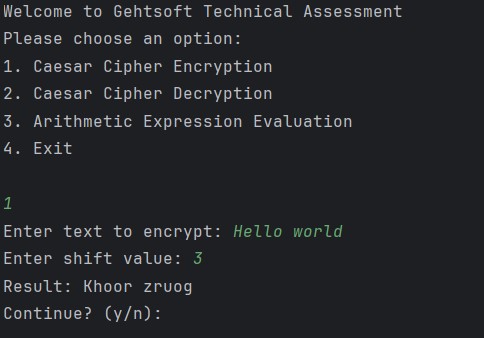 Welcome to Gehtsoft Technical Assessment
Please choose an option:
1. Caesar Cipher Encryption
2. Caesar Cipher Decryption
3. Arithmetic Expression Evaluation
4. Exit
1
Enter text to encrypt: Hello world
Enter shift value: 3
Result: Khoor zruog
Continue? (y/n):